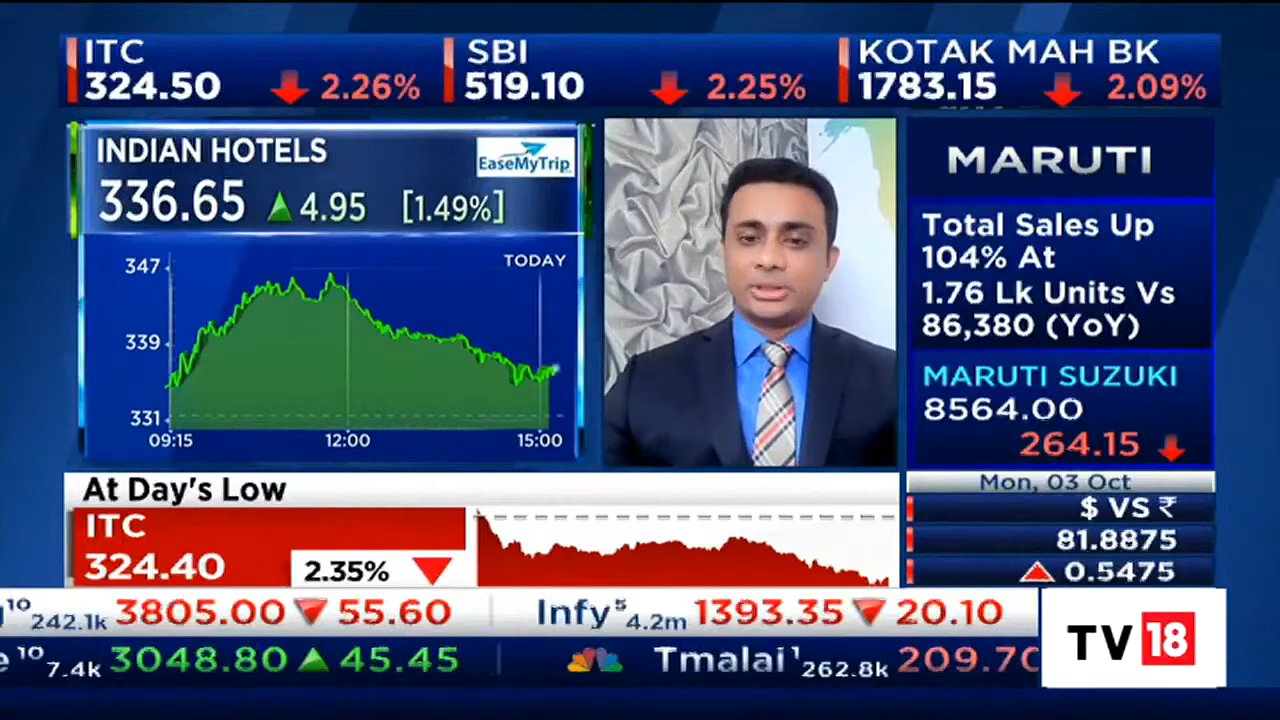 ITC
324.50 2.26%
SBI
519.10 2.25%
KOTAK MAH BK
1783.15 2.09%
INDIAN HOTELS
336.65 4.95 [1.49%]
EaseMyTrip
TODAY
347
339
331
09:15 12:00 15:00
MARUTI
Total Sales Up
104% At
1.76 Lk Units Vs
86,380 (YoY)
MARUTI SUZUKI
8564.00
264.15
Mon, 03 Oct
$ VS ₹
81.8875
0.5475
At Day's Low
ITC
324.40 2.35%
10 242.1k 3805.00 55.60 Infy 5 4.2m 1393.35 20.10
e 10 7.4k 3048.80 45.45 Tmalai 1 262.8k 209.70
TV18